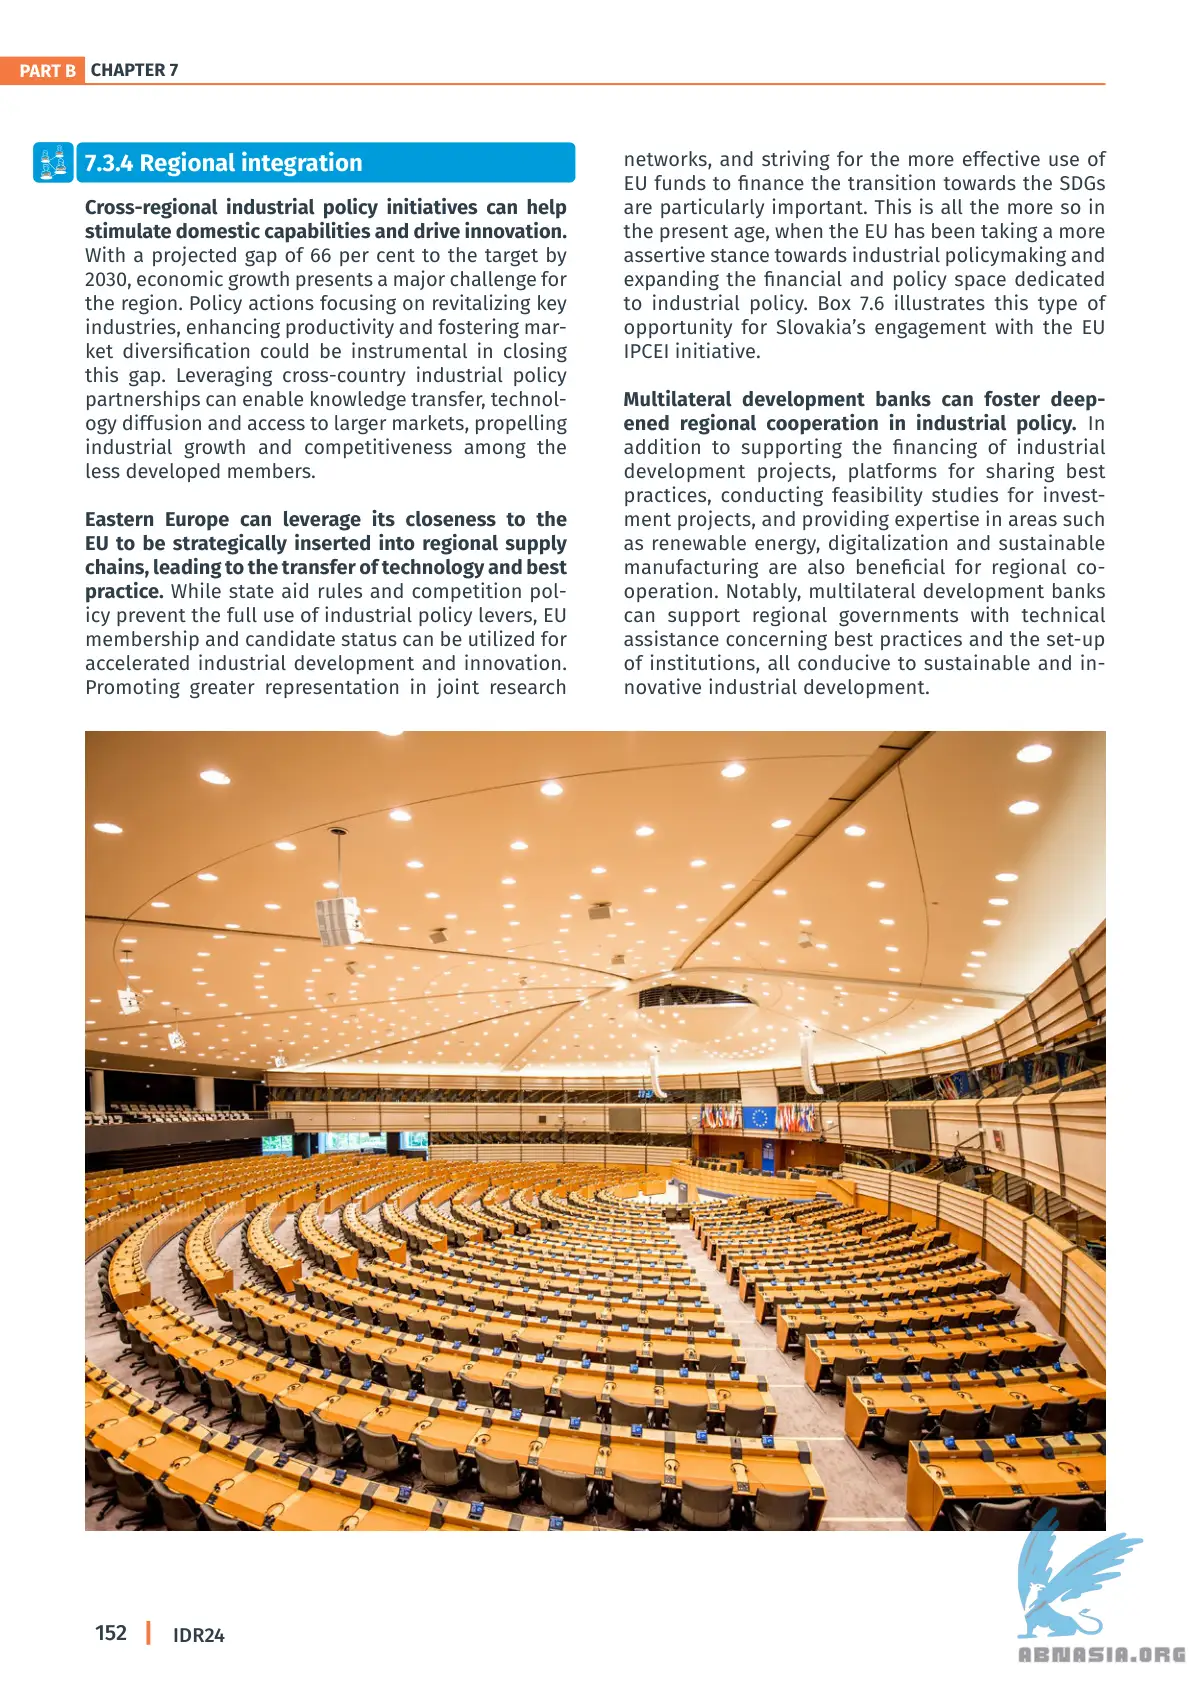 PART B CHAPTER 7
7.3.4 Regional integration
Cross-regional industrial policy initiatives can help
stimulate domestic capabilities and drive innovation.
With a projected gap of 66 per cent to the target by
2030, economic growth presents a major challenge for
the region. Policy actions focusing on revitalizing key
industries, enhancing productivity and fostering mar-
ket diversification could be instrumental in closing
this gap. Leveraging cross-country industrial policy
partnerships can enable knowledge transfer, technol-
ogy diffusion and access to larger markets, propelling
industrial growth and competitiveness among the
less developed members.
Eastern Europe can leverage its closeness to the
EU to be strategically inserted into regional supply
chains, leading to the transfer of technology and best
practice. While state aid rules and competition pol-
icy prevent the full use of industrial policy levers, EU
membership and candidate status can be utilized for
accelerated industrial development and innovation.
Promoting greater representation in joint research
networks, and striving for the more effective use of
EU funds to finance the transition towards the SDGs
are particularly important. This is all the more so in
the present age, when the EU has been taking a more
assertive stance towards industrial policymaking and
expanding the financial and policy space dedicated
to industrial policy. Box 7.6 illustrates this type of
opportunity for Slovakia’s engagement with the EU
IPCEI initiative.
Multilateral development banks can foster deep-
ened regional cooperation in industrial policy. In
addition to supporting the financing of industrial
development projects, platforms for sharing best
practices, conducting feasibility studies for invest-
ment projects, and providing expertise in areas such
as renewable energy, digitalization and sustainable
manufacturing are also beneficial for regional co-
operation. Notably, multilateral development banks
can support regional governments with technical
assistance concerning best practices and the set-up
of institutions, all conducive to sustainable and in-
novative industrial development.
152 | IDR24
ABNASIA.ORG